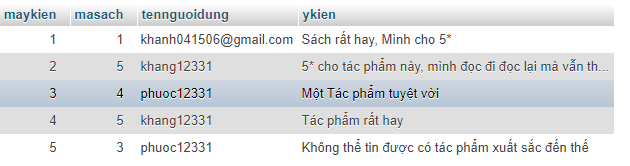 maykien masach tennguoidung ykien
1 1 khanh041506@gmail.com Sách rất hay, Mình cho 5*
2 5 khang12331 5* cho tác phẩm này, mình đọc đi đọc lại mà vẫn th...
3 4 phuoc12331 Một Tác phẩm tuyệt vời
4 5 khang12331 Tác phẩm rất hay
5 3 phuoc12331 Không thể tin được có tác phẩm xuất sắc đến thế